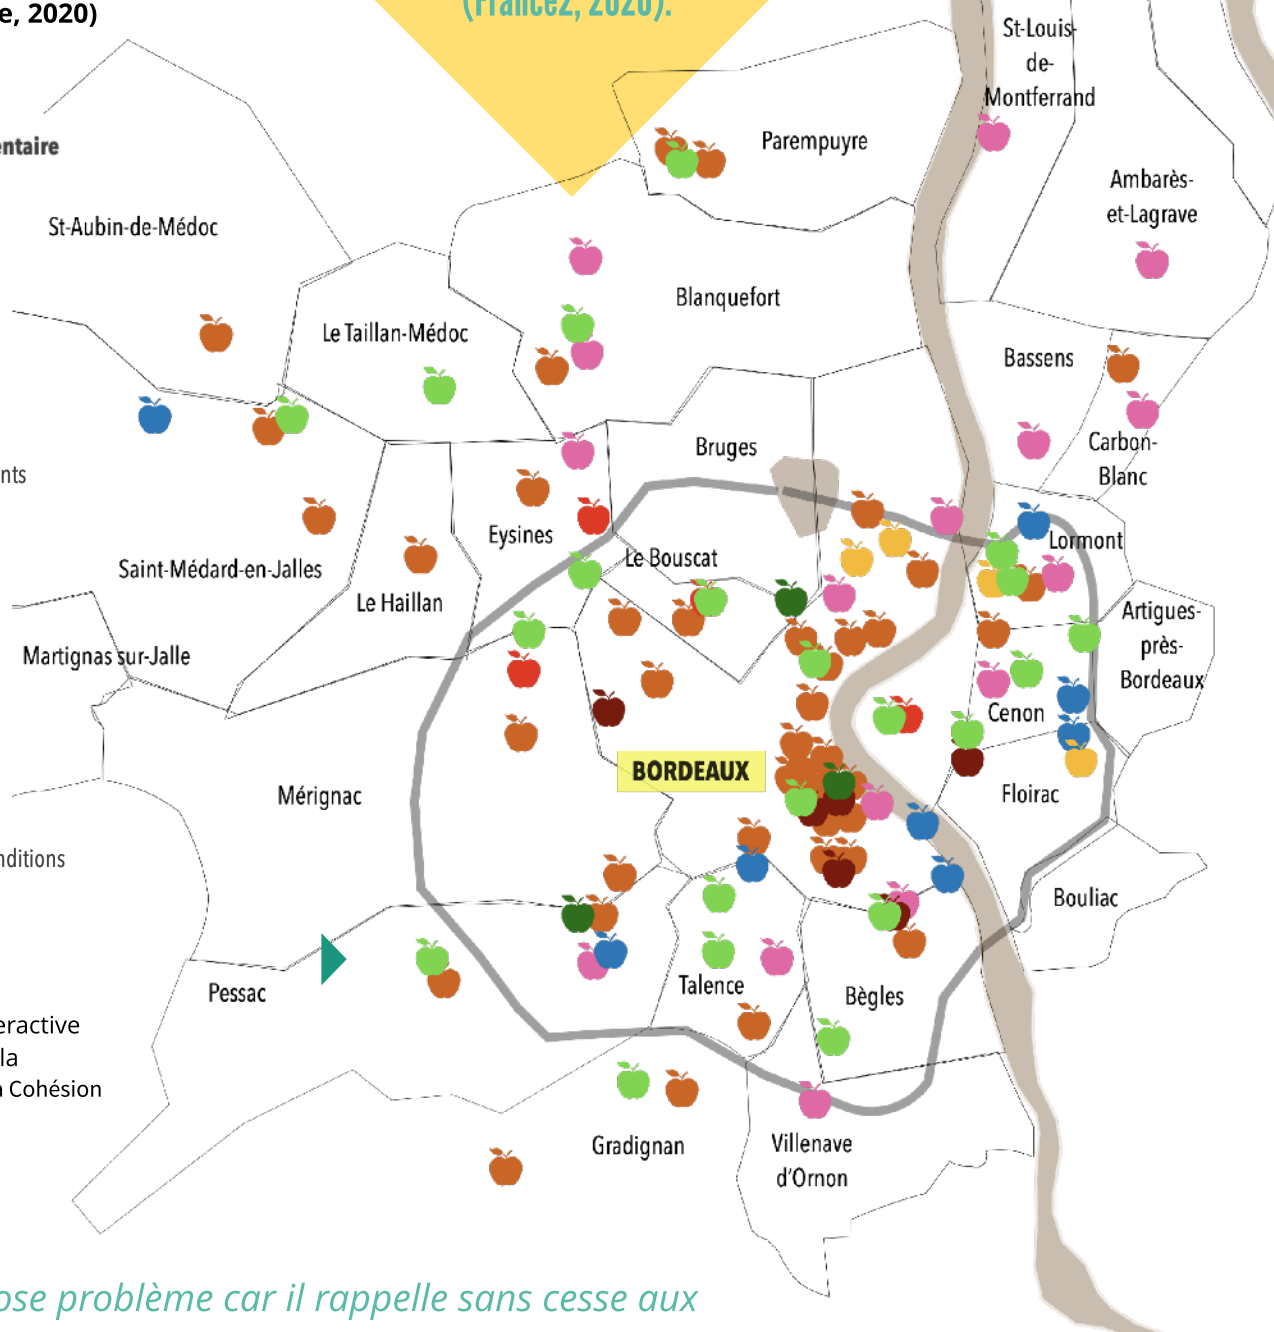 e, 2020)
(Francez, 2020).
St-Louis-
de-
Montferrand
Parempuyre
entaire
Ambarès-
et-Lagrave
St-Aubin-de-Médoc
Blanquefort
Le Taillan-Médoc
Bassens
Carbon-
Blanc
Bruges
nts
Eysines
Le Bouscat
Lormont
Saint-Médard-en-Jalles
Le Haillan
Artigues-
près-
Bordeaux
Martignas sur-Jalle
Cenon
BORDEAUX
Mérignac
Floirac
nditions
Bouliac
Pessac
Talence
Bègles
eractive
la
a Cohésion
Gradignan
Villenave
d'Ornon
ose problème car il rappelle sans cesse aux